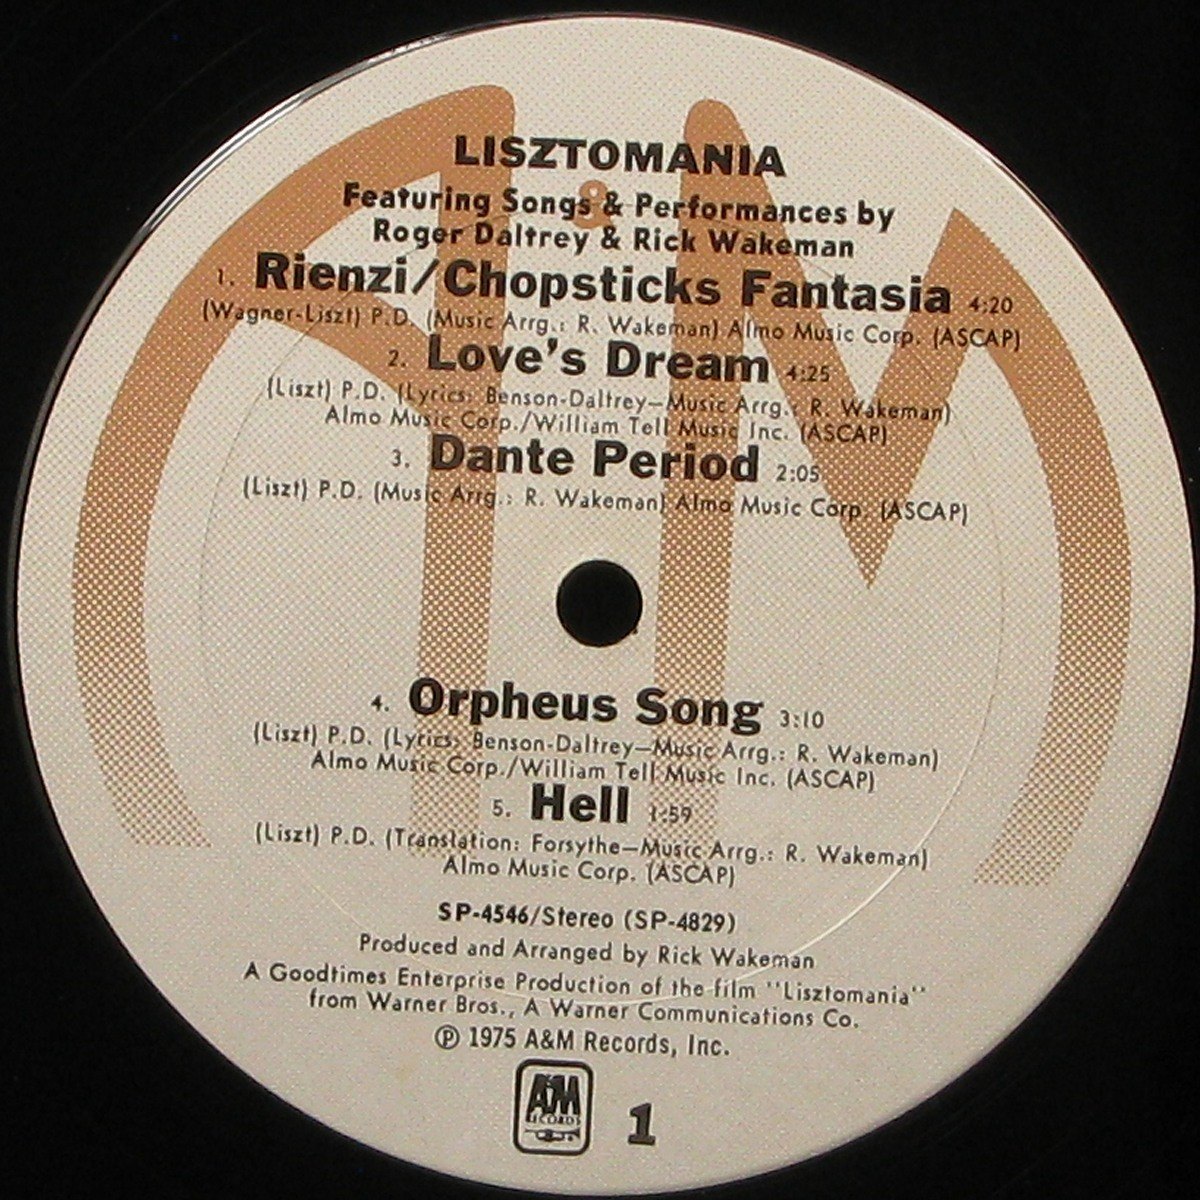 LISZTOMANIA
Featuring Songs & Performances by
Roger Daltrey & Rick Wakeman
1. Rienzi/Chopsticks Fantasia 4:20
(Wagner-Liszt) P.D. (Music Arrg.: R. Wakeman) Almo Music Corp. (ASCAP)
2. Love's Dream 4:25
(Liszt) P.D. (Lyrics: Benson-Daltrey—Music Arrg.: R. Wakeman)
Almo Music Corp./William Tell Music Inc. (ASCAP)
3. Dante Period 2:05
(Liszt) P.D. (Music Arrg.: R. Wakeman) Almo Music Corp. (ASCAP)
4. Orpheus Song 3:10
(Liszt) P.D. (Lyrics: Benson-Daltrey—Music Arrg.: R. Wakeman)
Almo Music Corp./William Tell Music Inc. (ASCAP)
5. Hell 1:59
(Liszt) P.D. (Translation: Forsythe—Music Arrg.: R. Wakeman)
Almo Music Corp. (ASCAP)
SP-4546/Stereo (SP-4829)
Produced and Arranged by Rick Wakeman
A Goodtimes Enterprise Production of the film "Lisztomania"
from Warner Bros., A Warner Communications Co.
℗ 1975 A&M Records, Inc.
A&M
RECORDS
1